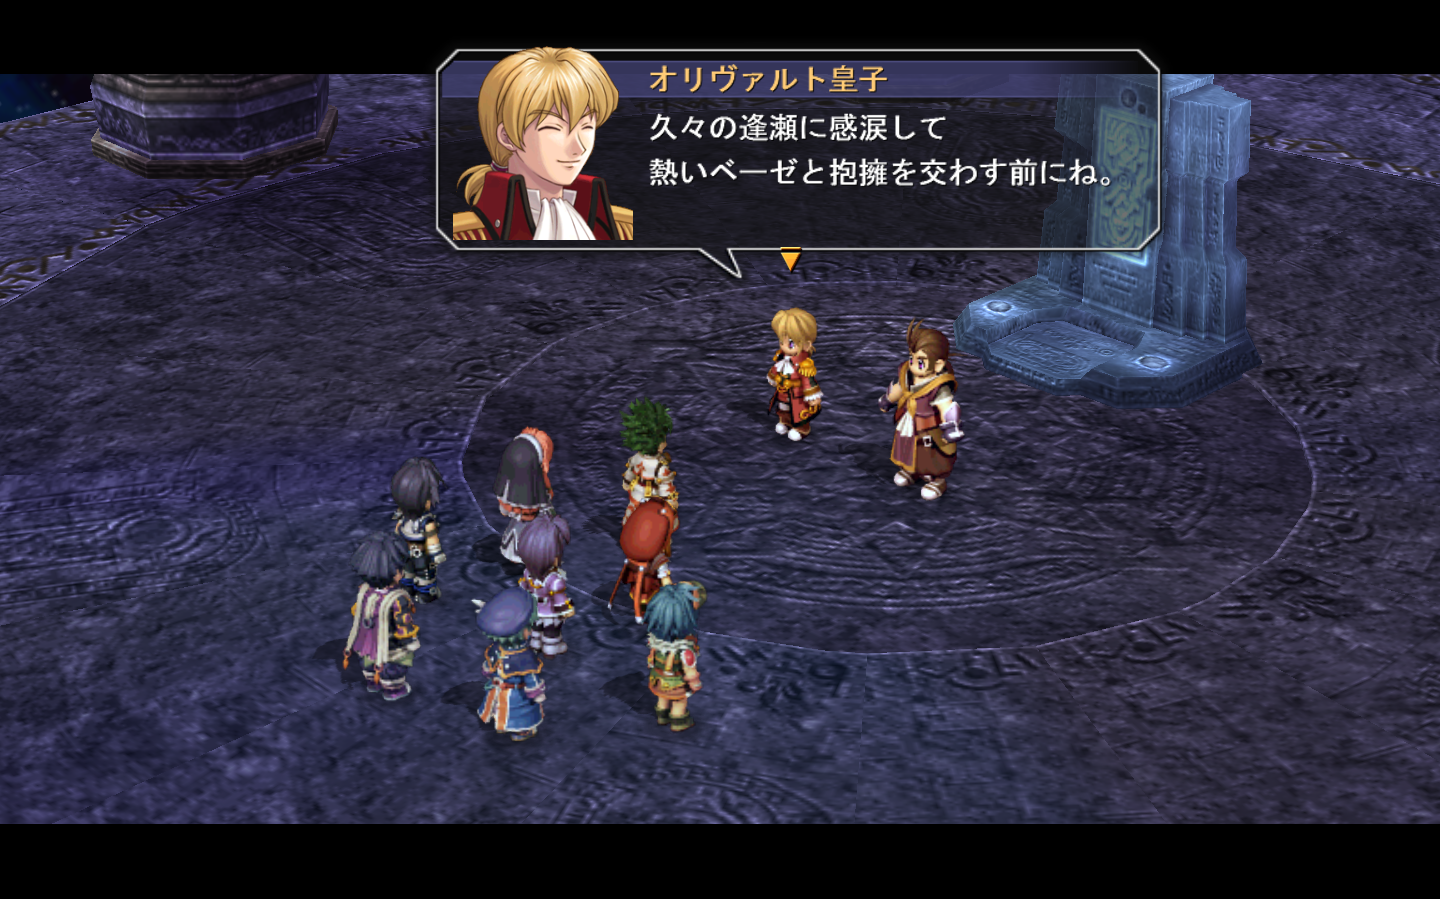 オリヴァルト皇子
久々の逢瀬に感涙して
熱いベーゼと抱擁を交わす前にね。